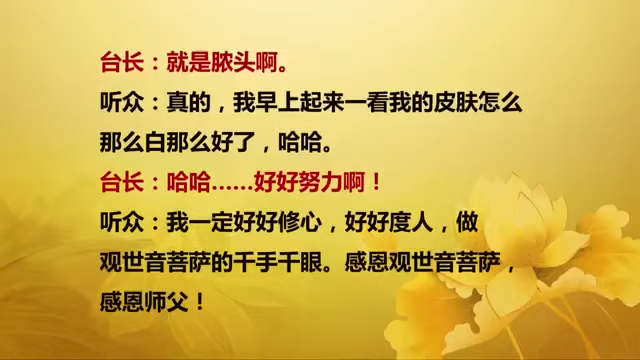 台长：就是脓头啊。
听众：真的，我早上起来一看我的皮肤怎么
那么白那么好了，哈哈。
台长：哈哈……好好努力啊！
听众：我一定好好修心，好好度人，做
观世音菩萨的千手千眼。感恩观世音菩萨，
感恩师父！